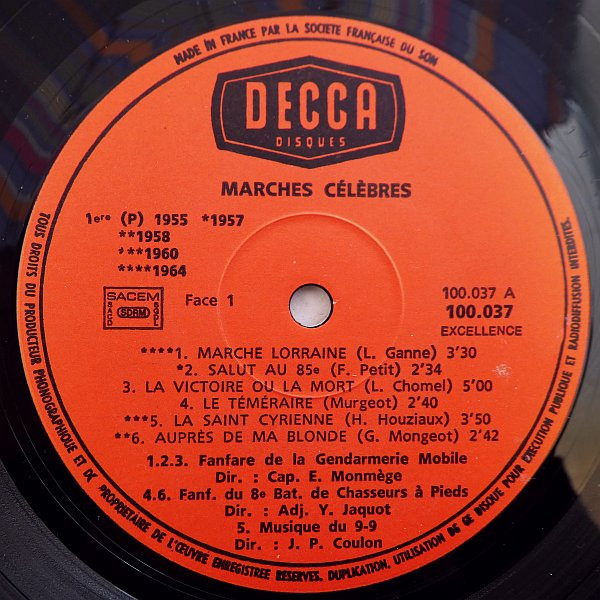 MADE IN FRANCE PAR LA SOCIETE FRANÇAISE DU SON
DECCA
DISQUES
MARCHES CÉLÈBRES
1ere (P) 1955 *1957
**1958
***1960
****1964
SACEM
SDRM
Face 1
100.037 A
100.037
EXCELLENCE
****1. MARCHE LORRAINE (L. Ganne) 3'30
*2. SALUT AU 85e (F. Petit) 2'34
3. LA VICTOIRE OU LA MORT (L. Chomel) 5'00
4. LE TÉMÉRAIRE (Murgeot) 2'40
***5. LA SAINT CYRIENNE (H. Houziaux) 3'50
**6. AUPRÈS DE MA BLONDE (G. Mongeot) 2'42
1.2.3. Fanfare de la Gendarmerie Mobile
Dir. : Cap. E. Monmège
4.6. Fanf. du 8e Bat. de Chasseurs à Pieds
Dir. : Adj. Y. Jaquot
5. Musique du 9-9
Dir. : J. P. Coulon
TOUS DROITS DU PRODUCTEUR PHONOGRAPHIQUE ET DU PROPRIETAIRE DE L'ŒUVRE ENREGISTREE RESERVES. DUPLICATION, UTILISATION DE CE DISQUE POUR EXECUTION PUBLIQUE ET RADIODIFFUSION INTERDITES.